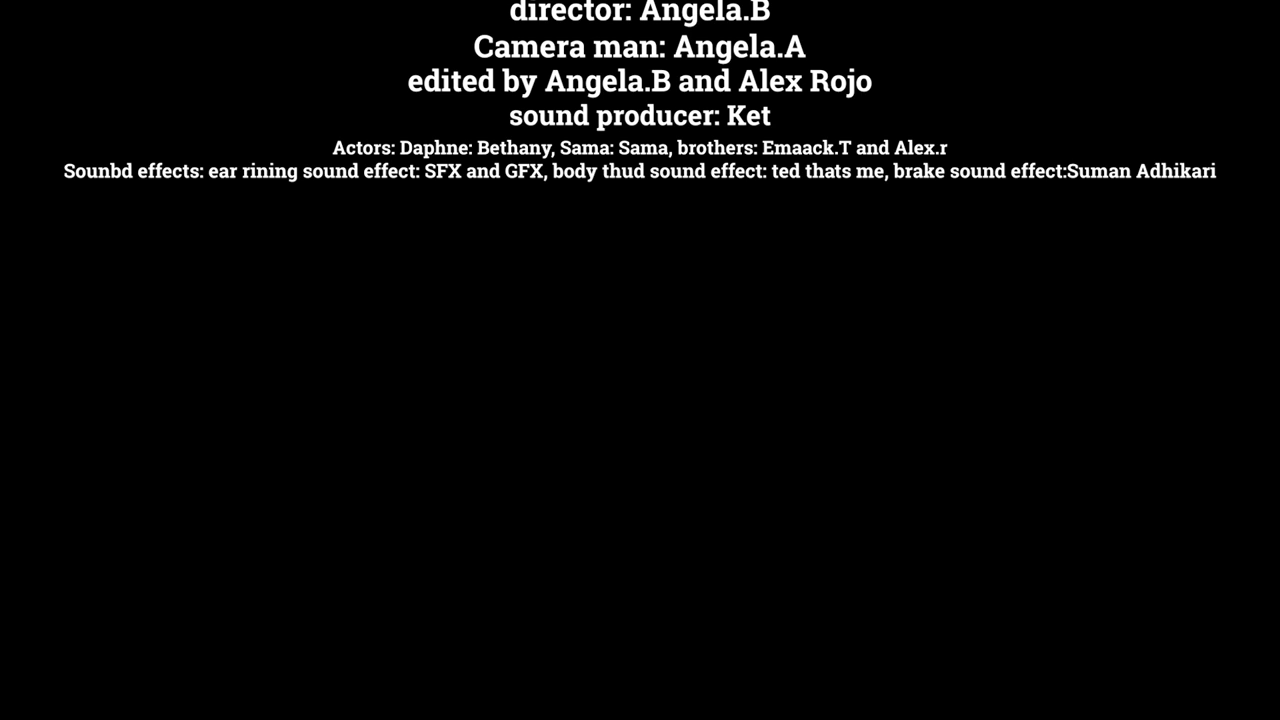 director: Angela.B
Camera man: Angela.A
edited by Angela.B and Alex Rojo
sound producer: Ket
Actors: Daphne: Bethany, Sama: Sama, brothers: Emaack.T and Alex.r
Sounbd effects: ear rining sound effect: SFX and GFX, body thud sound effect: ted thats me, brake sound effect:Suman Adhikari